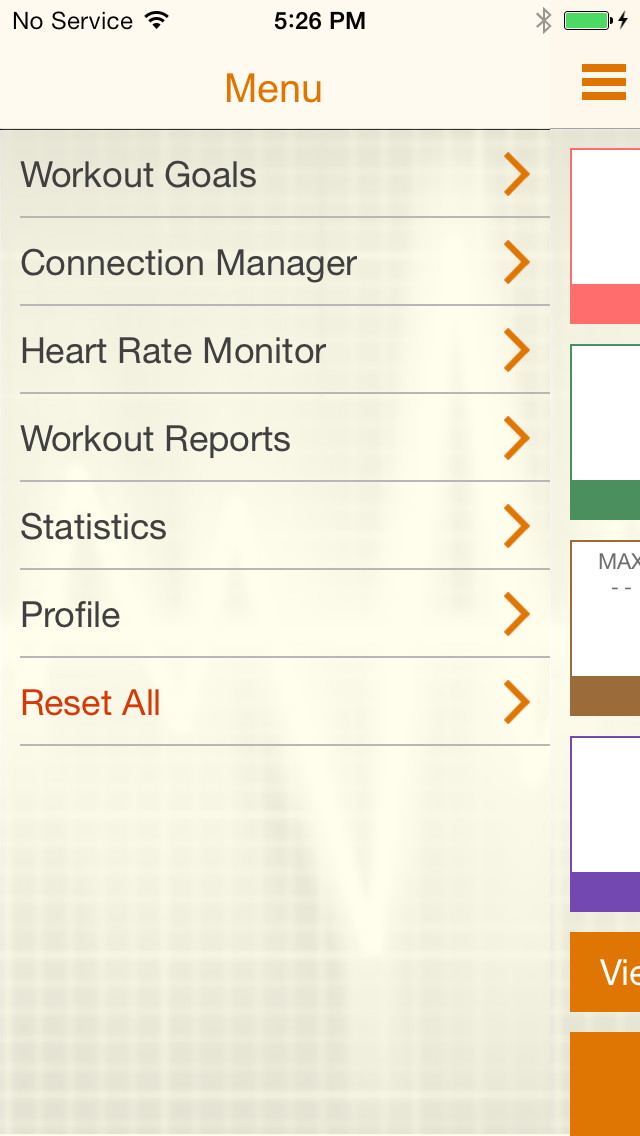 No Service 5:26 PM
Menu
Workout Goals
Connection Manager
Heart Rate Monitor
Workout Reports
Statistics
MAX
- -
Profile
Reset All